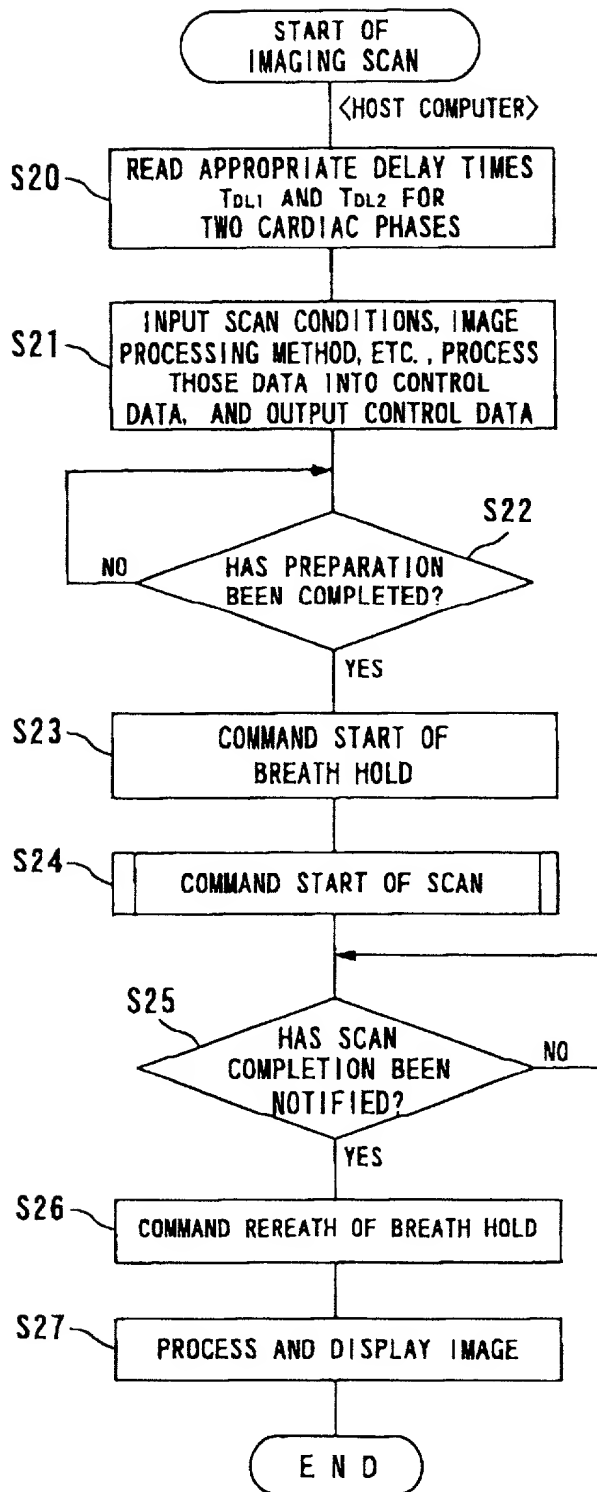 START OF
IMAGING SCAN
<HOST COMPUTER>
S20
READ APPROPRIATE DELAY TIMES
TDL1 AND TDL2 FOR
TWO CARDIAC PHASES
S21
INPUT SCAN CONDITIONS, IMAGE
PROCESSING METHOD, ETC., PROCESS
THOSE DATA INTO CONTROL
DATA, AND OUTPUT CONTROL DATA
S22
NO
HAS PREPARATION
BEEN COMPLETED?
YES
S23
COMMAND START OF
BREATH HOLD
S24
COMMAND START OF SCAN
S25
HAS SCAN
COMPLETION BEEN
NOTIFIED?
NO
YES
S26
COMMAND REREATH OF BREATH HOLD
S27
PROCESS AND DISPLAY IMAGE
END